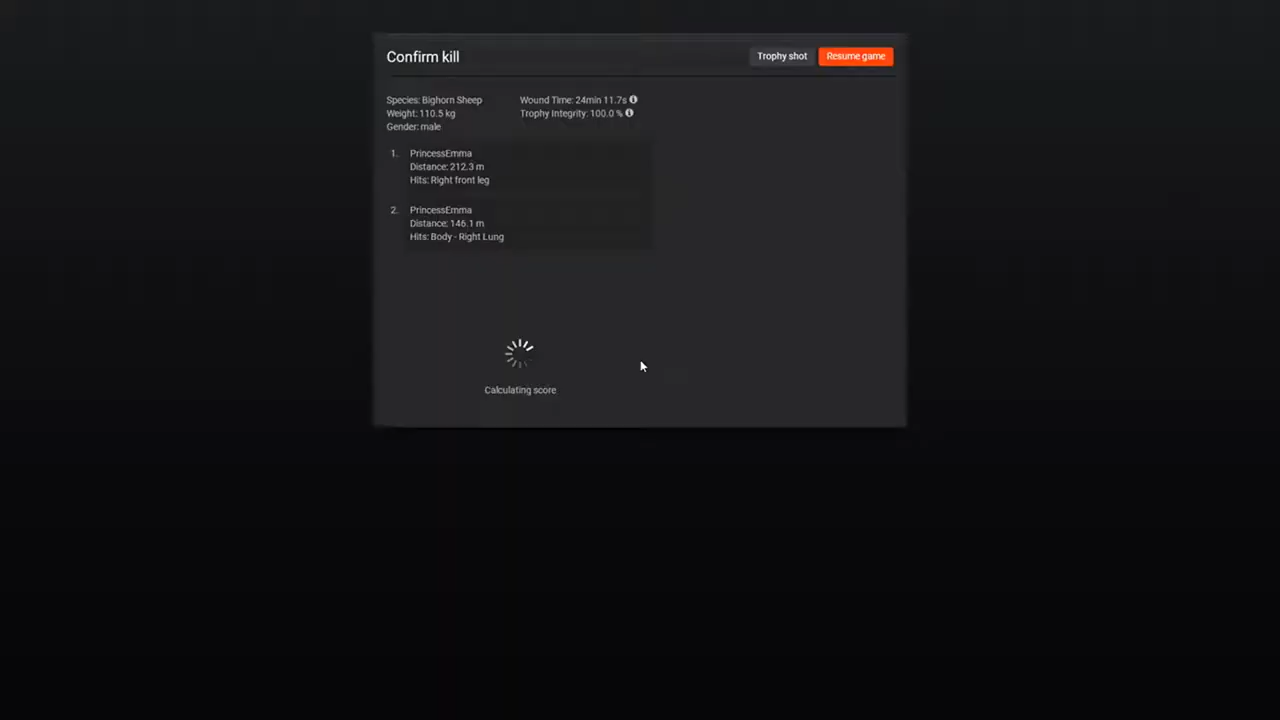 Confirm kill
Trophy shot
Resume game
Species: Bighorn Sheep
Weight: 110.5 kg
Gender: male
Wound Time: 24min 11.7s
Trophy Integrity: 100.0 %
1. PrincessEmma
Distance: 212.3 m
Hits: Right front leg
2. PrincessEmma
Distance: 146.1 m
Hits: Body - Right Lung
Calculating score